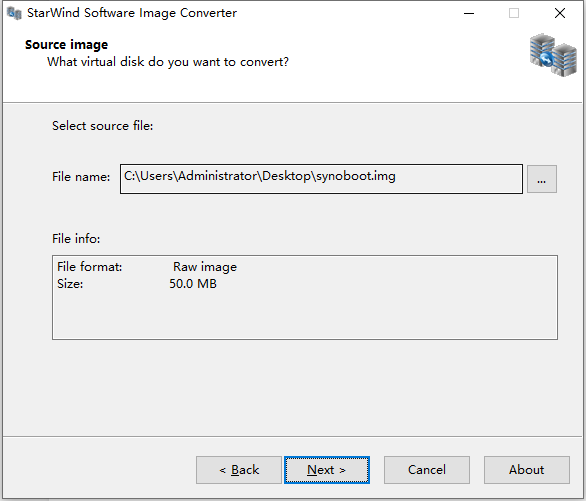 StarWind Software Image Converter
Source image
What virtual disk do you want to convert?
Select source file:
File name: C:\Users\Administrator\Desktop\synoboot.img ...
File info:
File format: Raw image
Size: 50.0 MB
< Back Next > Cancel About